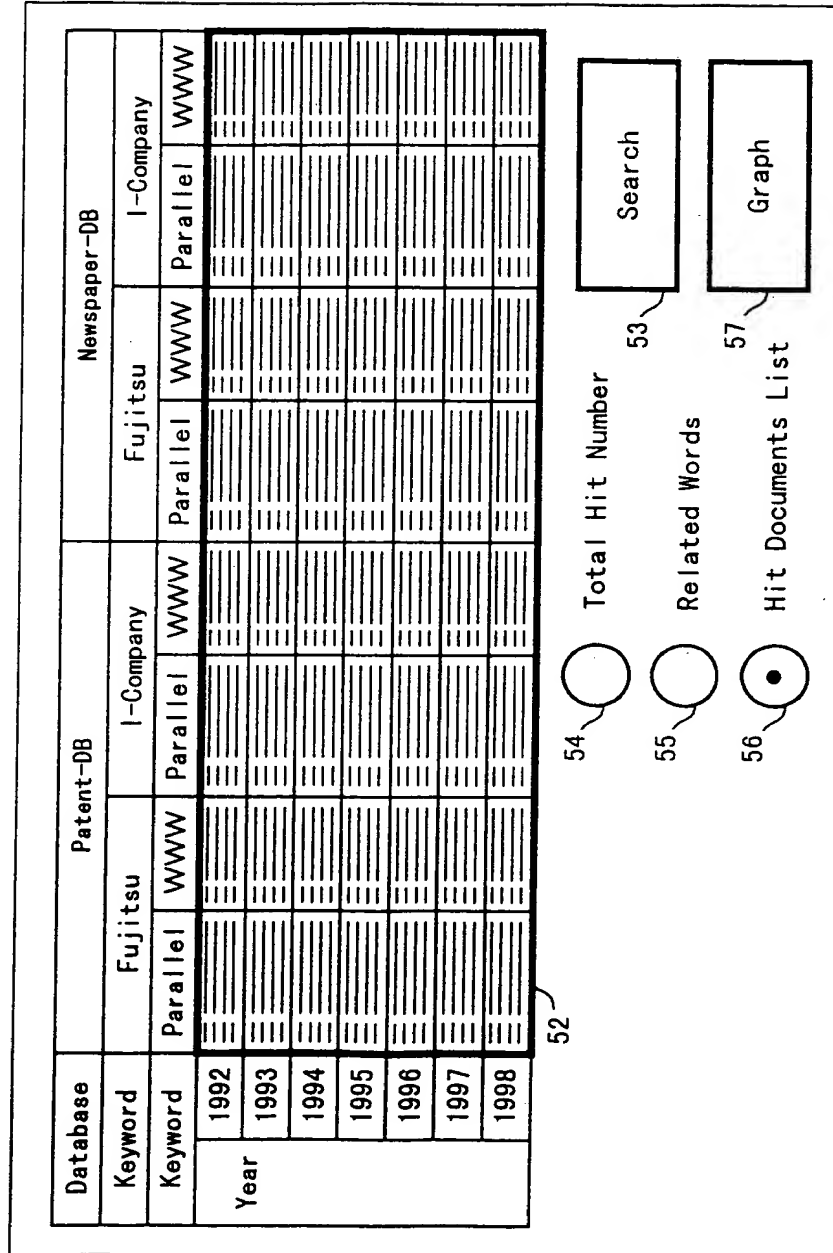 Database Patent-DB Newspaper-DB
Keyword Fujitsu I-Company Fujitsu I-Company
Keyword Parallel WWW Parallel WWW Parallel WWW Parallel WWW
Year
1992
1993
1994
1995
1996
1997
1998
52
54 Total Hit Number
55 Related Words
56 Hit Documents List
53 Search
57 Graph